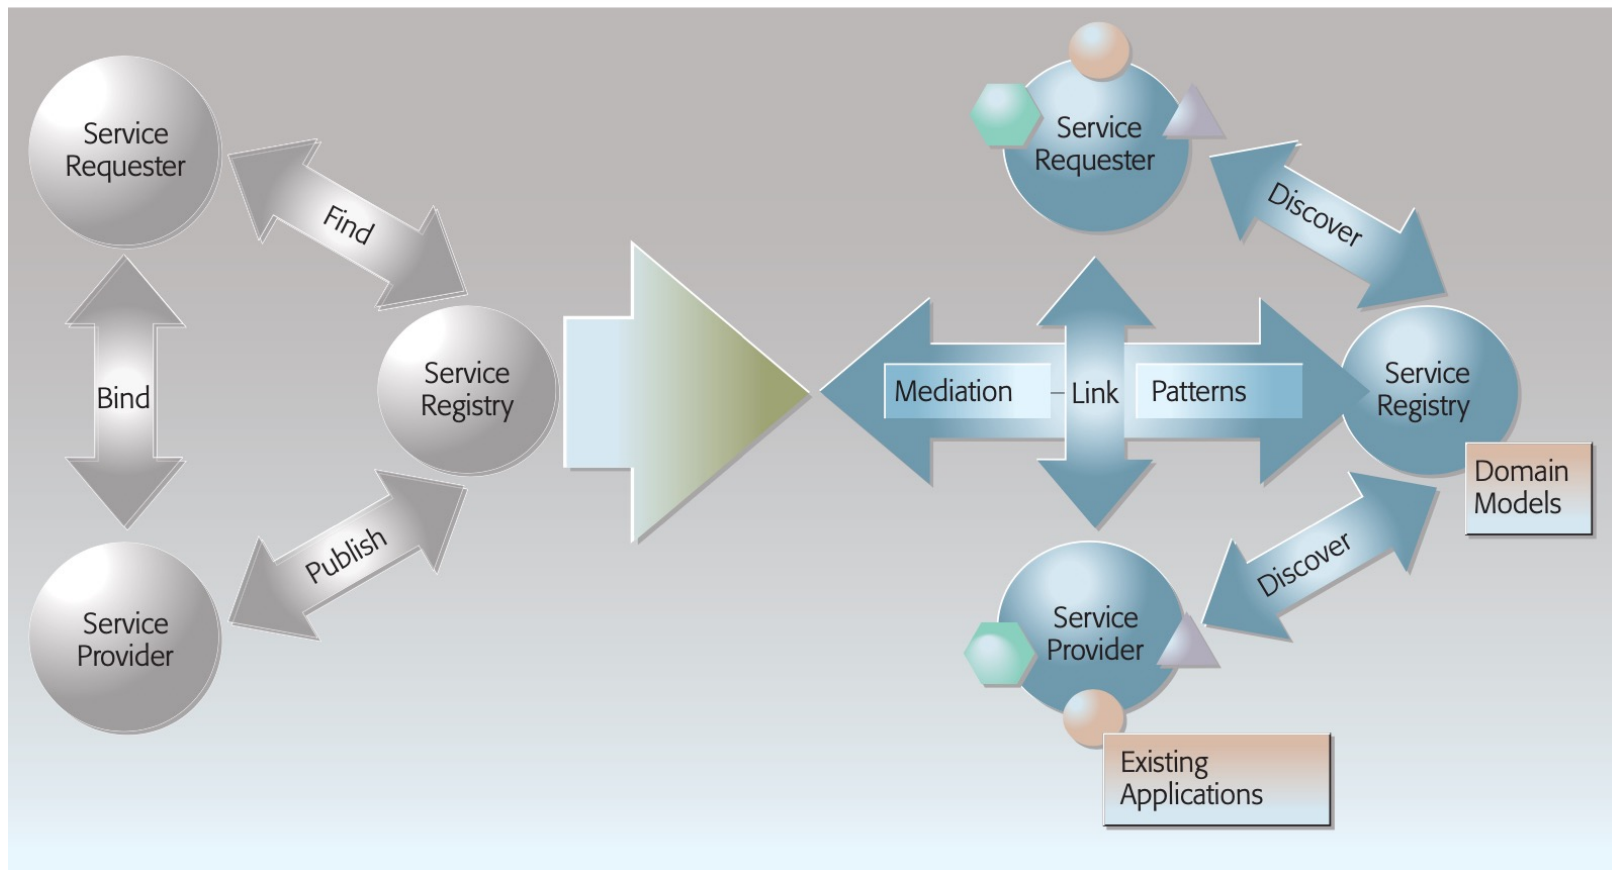 Service
Requester
Find
Bind
Service
Registry
Publish
Service
Provider
Service
Requester
Discover
Mediation
Link
Patterns
Service
Registry
Domain
Models
Discover
Service
Provider
Existing
Applications